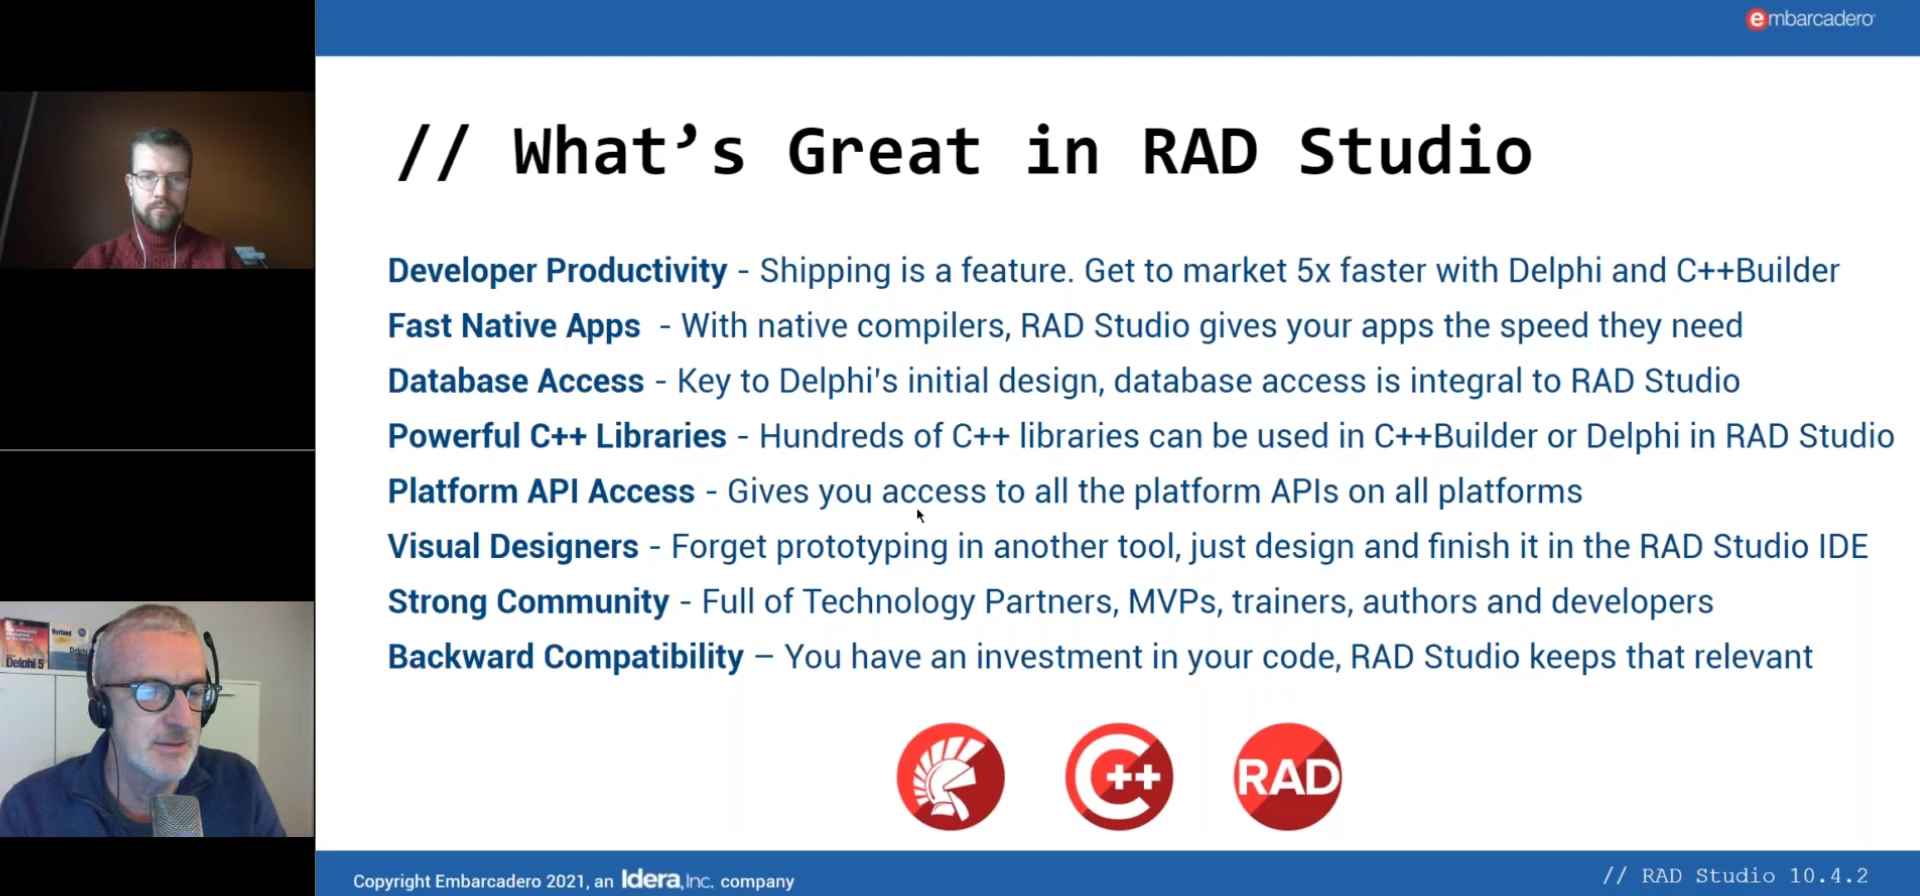 embarcadero
// What's Great in RAD Studio
Developer Productivity - Shipping is a feature. Get to market 5x faster with Delphi and C++Builder
Fast Native Apps - With native compilers, RAD Studio gives your apps the speed they need
Database Access - Key to Delphi's initial design, database access is integral to RAD Studio
Powerful C++ Libraries - Hundreds of C++ libraries can be used in C++Builder or Delphi in RAD Studio
Platform API Access - Gives you access to all the platform APIs on all platforms
Visual Designers - Forget prototyping in another tool, just design and finish it in the RAD Studio IDE
Strong Community - Full of Technology Partners, MVPs, trainers, authors and developers
Backward Compatibility – You have an investment in your code, RAD Studio keeps that relevant
Borland
Delphi
Delphi 5
C++
RAD
Copyright Embarcadero 2021, an Idera, Inc. company
// RAD Studio 10.4.2